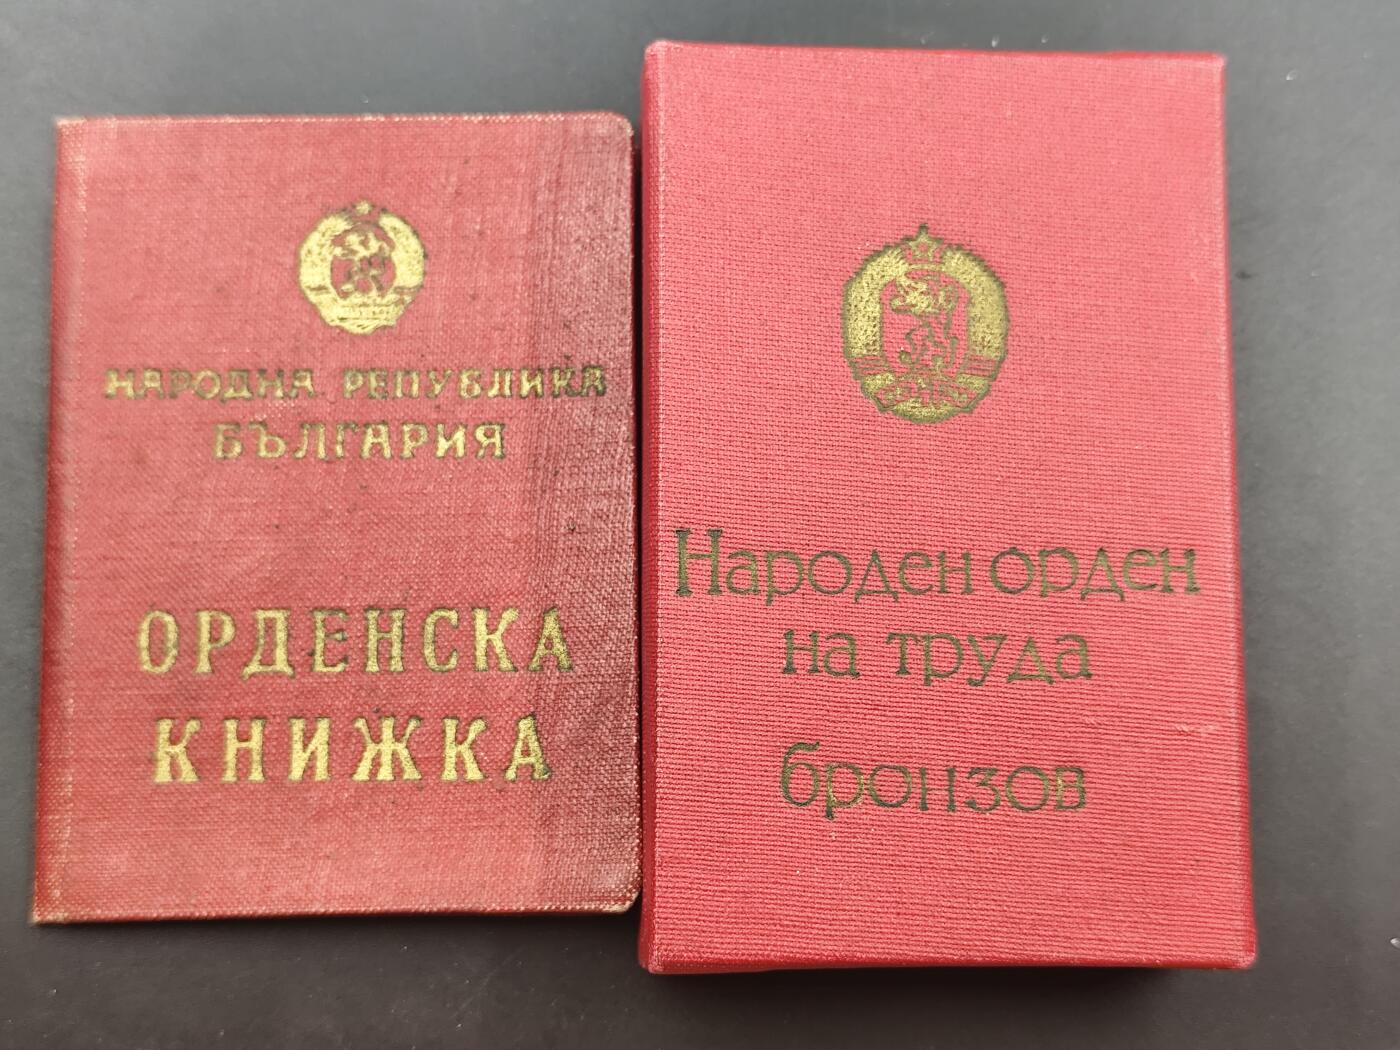 НАРОДНА РЕПУБЛИКА
БЪЛГАРИЯ
ОРДЕНСКА
КНИЖКА
Народен орден
на труда
бронзов